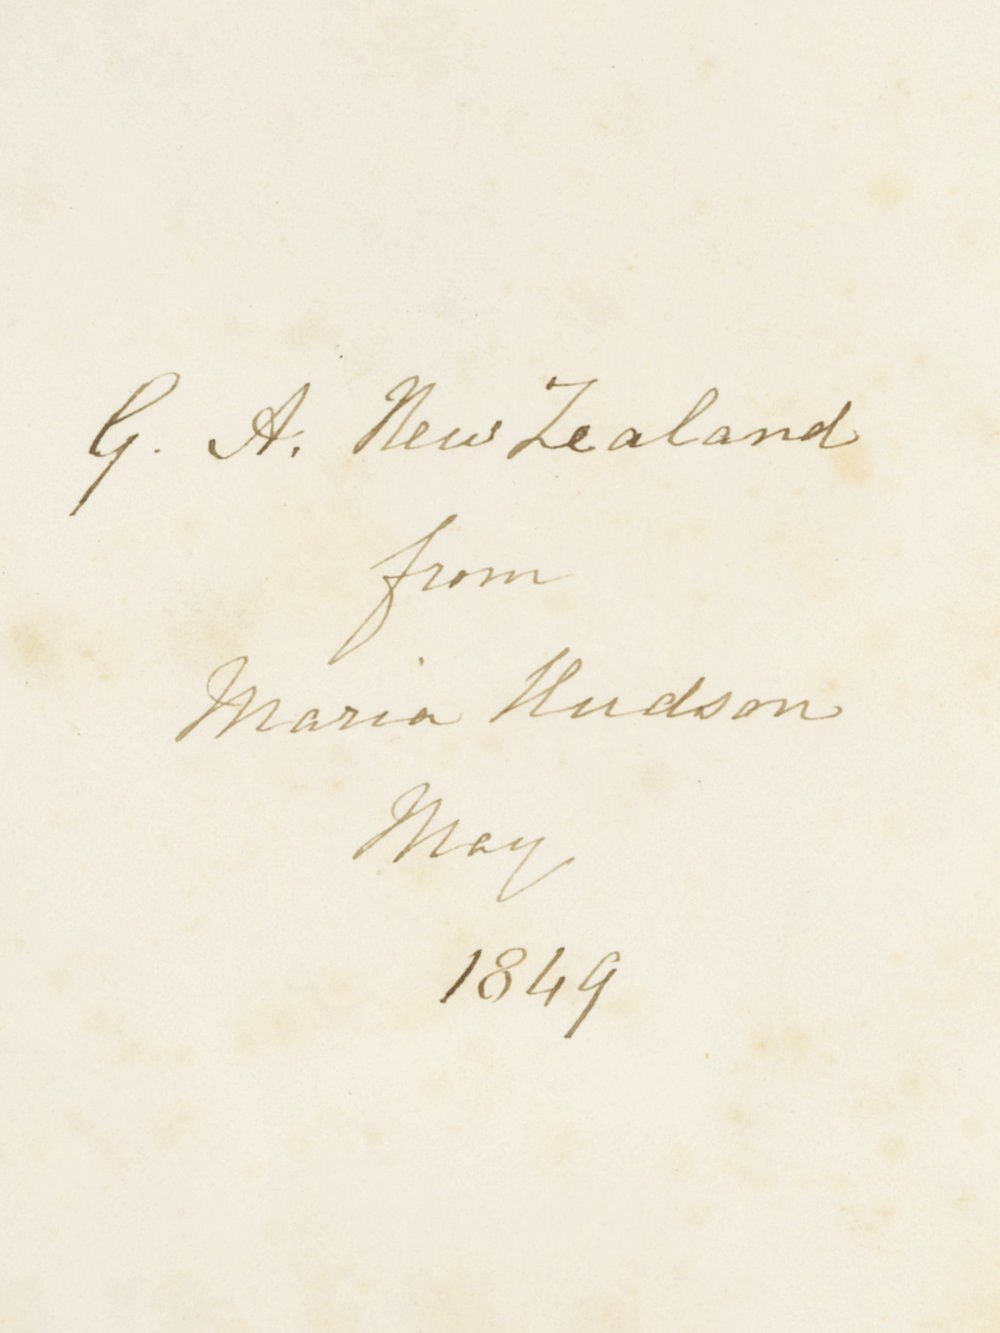 G. A. New Zealand
from
Maria Hudson
May
1849